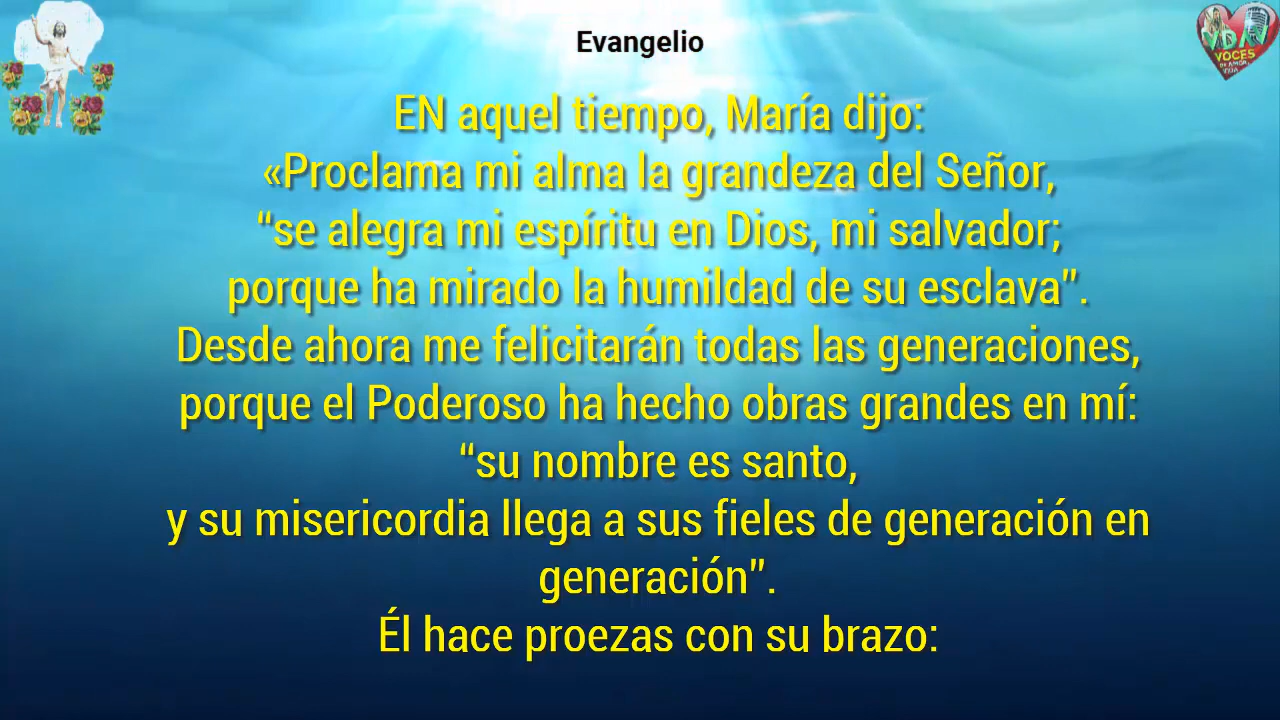 Evangelio
EN aquel tiempo, María dijo:
«Proclama mi alma la grandeza del Señor,
“se alegra mi espíritu en Dios, mi salvador;
porque ha mirado la humildad de su esclava”.
Desde ahora me felicitarán todas las generaciones,
porque el Poderoso ha hecho obras grandes en mí:
“su nombre es santo,
y su misericordia llega a sus fieles de generación en
generación”.
Él hace proezas con su brazo:
VOCES